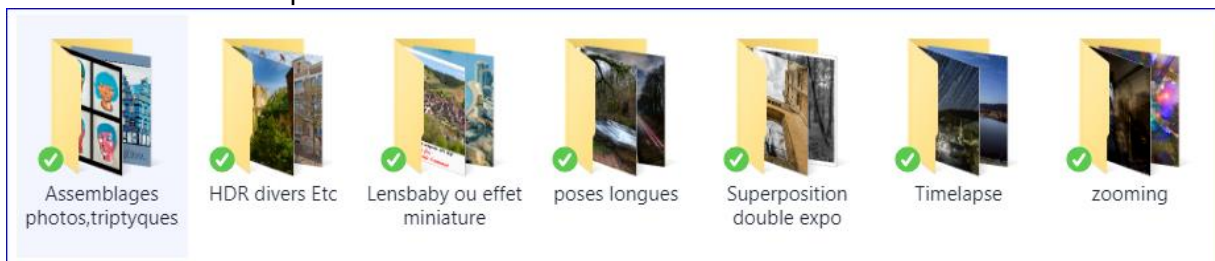 Assemblages
photos,triptyques
HDR divers Etc
Lensbaby ou effet
miniature
poses longues
Superposition
double expo
Timelapse
zooming